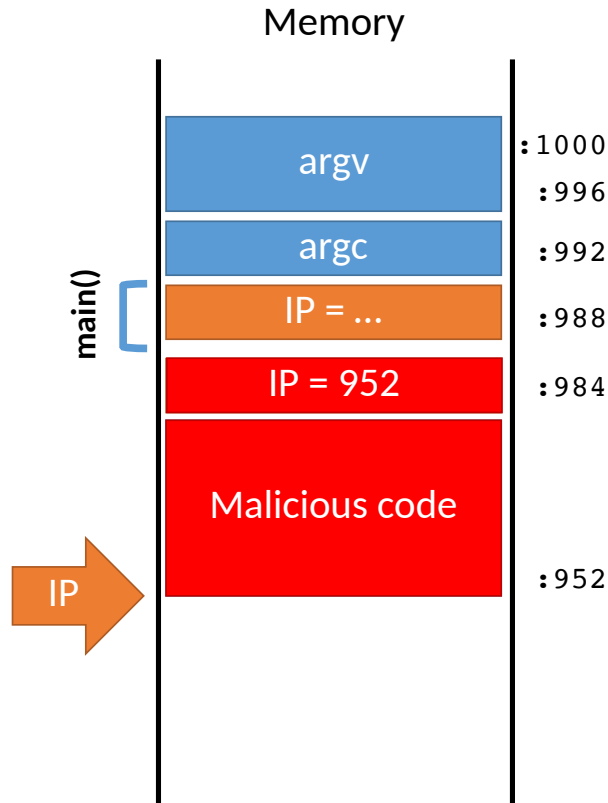 Memory
argv
:1000
:996
argc
:992
main()
IP = ...
:988
IP = 952
:984
Malicious code
IP
:952